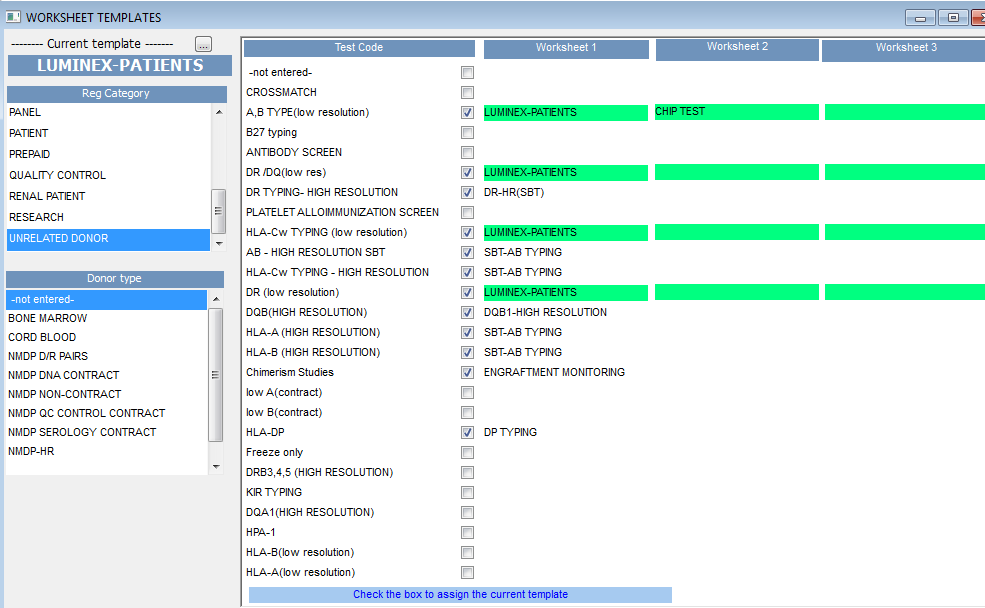 WORKSHEET TEMPLATES
-------- Current template -------
...
LUMINEX-PATIENTS
Reg Category
PANEL
PATIENT
PREPAID
QUALITY CONTROL
RENAL PATIENT
RESEARCH
UNRELATED DONOR
Donor type
-not entered-
BONE MARROW
CORD BLOOD
NMDP D/R PAIRS
NMDP DNA CONTRACT
NMDP NON-CONTRACT
NMDP QC CONTROL CONTRACT
NMDP SEROLOGY CONTRACT
NMDP-HR
Test Code Worksheet 1 Worksheet 2 Worksheet 3
-not entered-
CROSSMATCH
A,B TYPE(low resolution) LUMINEX-PATIENTS CHIP TEST
B27 typing
ANTIBODY SCREEN
DR /DQ(low res) LUMINEX-PATIENTS
DR TYPING- HIGH RESOLUTION DR-HR(SBT)
PLATELET ALLOIMMUNIZATION SCREEN
HLA-Cw TYPING (low resolution) LUMINEX-PATIENTS
AB - HIGH RESOLUTION SBT SBT-AB TYPING
HLA-Cw TYPING - HIGH RESOLUTION SBT-AB TYPING
DR (low resolution) LUMINEX-PATIENTS
DQB(HIGH RESOLUTION) DQB1-HIGH RESOLUTION
HLA-A (HIGH RESOLUTION) SBT-AB TYPING
HLA-B (HIGH RESOLUTION) SBT-AB TYPING
Chimerism Studies ENGRAFTMENT MONITORING
low A(contract)
low B(contract)
HLA-DP DP TYPING
Freeze only
DRB3,4,5 (HIGH RESOLUTION)
KIR TYPING
DQA1(HIGH RESOLUTION)
HPA-1
HLA-B(low resolution)
HLA-A(low resolution)
Check the box to assign the current template